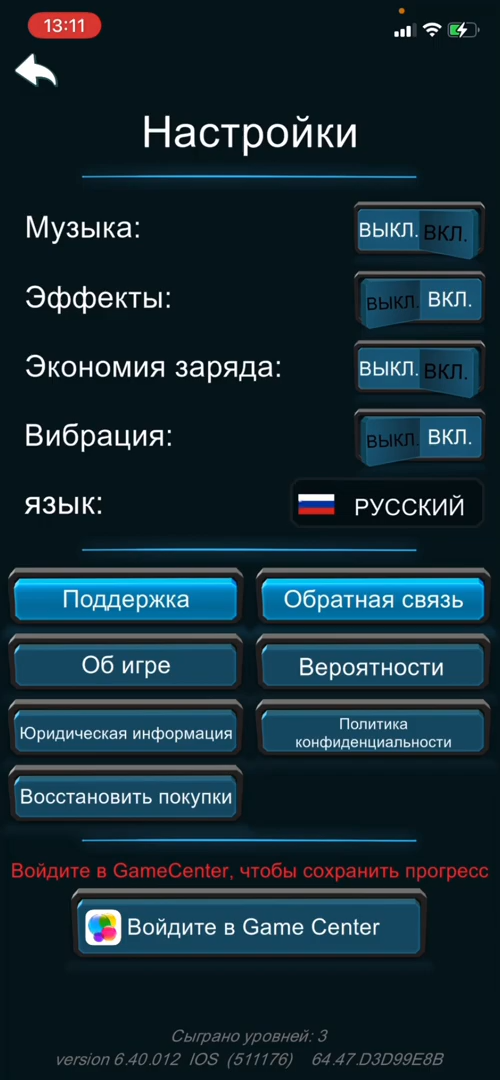 13:11
Настройки
Музыка:
ВЫКЛ. ВКЛ.
Эффекты:
ВЫКЛ. ВКЛ.
Экономия заряда:
ВЫКЛ. ВКЛ.
Вибрация:
ВЫКЛ. ВКЛ.
язык:
РУССКИЙ
Поддержка
Обратная связь
Об игре
Вероятности
Юридическая информация
Политика
конфиденциальности
Восстановить покупки
Войдите в GameCenter, чтобы сохранить прогресс
Войдите в Game Center
Сыграно уровней: 3
version 6.40.012 IOS (511176) 64.47.D3D99E8B